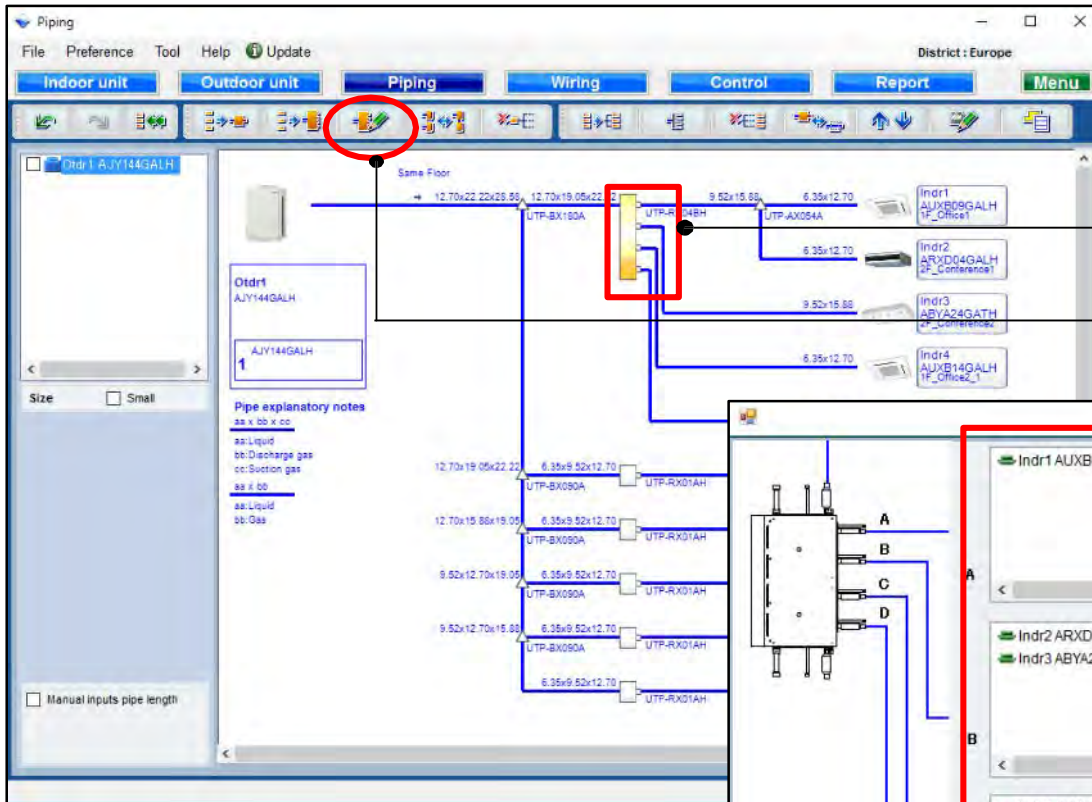 Piping
File Preference Tool Help Update District : Europe
Indoor unit Outdoor unit Piping Wiring Control Report Menu
Otdr1 AJY144GALH
Size Small
Manual inputs pipe length
Same Floor
12.70x22.22x28.58 12.70x19.05x22. 2 9.52x15.88 6.35x12.70
UTP-BX180A UTP-R 04BH UTP-AX054A
Indr1
AUXB09GALH
1F_Office1
6.35x12.70
Indr2
ARXD04GALH
2F_Conference1
9.52x15.88
Indr3
ABYA24GATH
2F_Conference2
6.35x12.70
Indr4
AUXB14GALH
1F_Office2_1
Otdr1
AJY144GALH
AJY144GALH
1
Pipe explanatory notes
aa x bb x cc
aa:Liquid
bb:Discharge gas
cc:Suction gas
aa x bb
aa:Liquid
bb:Gas
12.70x19.05x22.22 6.35x9.52x12.70
UTP-BX090A UTP-RX01AH
12.70x15.88x19.05 6.35x9.52x12.70
UTP-BX090A UTP-RX01AH
9.52x12.70x19.05 6.35x9.52x12.70
UTP-BX090A UTP-RX01AH
9.52x12.70x15.88 6.35x9.52x12.70
UTP-BX090A UTP-RX01AH
6.35x9.52x12.70
UTP-RX01AH
A
B
C
D
A
Indr1 AUXB
B
Indr2 ARXD
Indr3 ABYA2